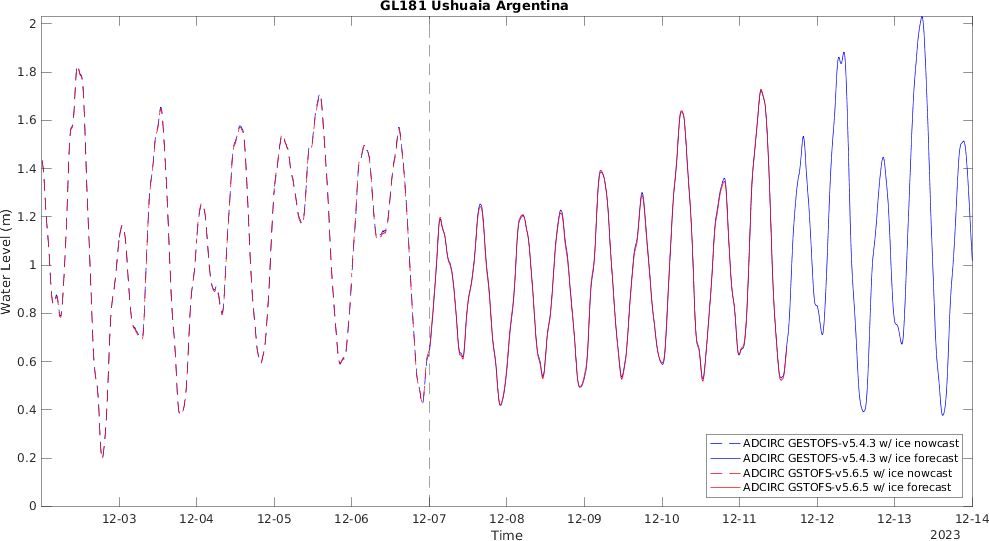 GL181 Ushuaia Argentina
2
1.8
1.6
1.4
1.2
1
0.8
0.6
0.4
0.2
0
Water Level (m)
12-03 12-04 12-05 12-06 12-07 12-08 12-09 12-10 12-11 12-12 12-13 12-14
Time
2023
ADCIRC GESTOFS-v5.4.3 w/ ice nowcast
ADCIRC GESTOFS-v5.4.3 w/ ice forecast
ADCIRC GSTOFS-v5.6.5 w/ ice nowcast
ADCIRC GSTOFS-v5.6.5 w/ ice forecast